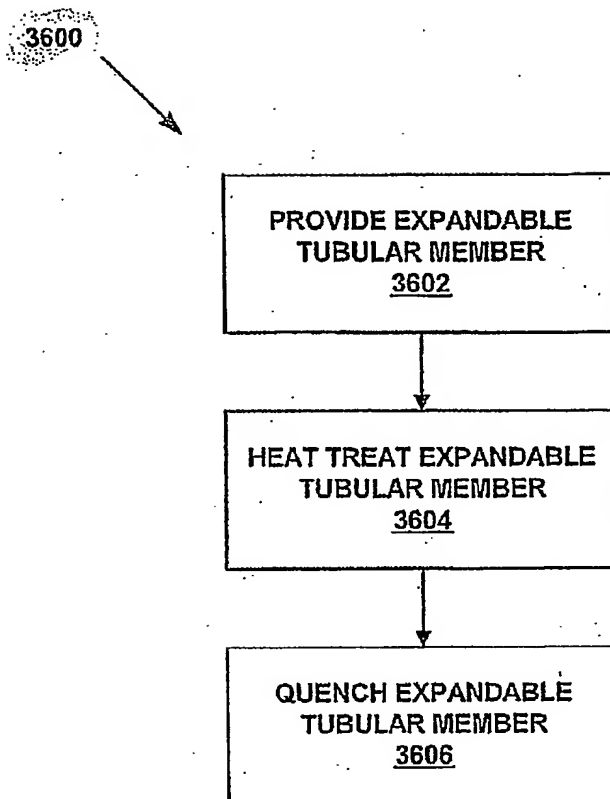 3600
PROVIDE EXPANDABLE
TUBULAR MEMBER
3602
HEAT TREAT EXPANDABLE
TUBULAR MEMBER
3604
QUENCH EXPANDABLE
TUBULAR MEMBER
3606